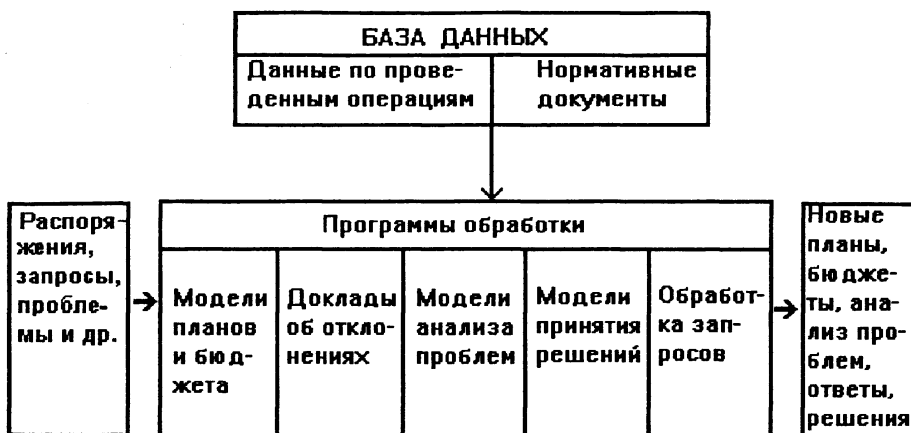 БАЗА ДАННЫХ
Данные по прове-
денным операциям
Нормативные
документы
Распоря-
жения,
запросы,
пробле-
мы и др.
Программы обработки
Модели
планов
и бюд-
жета
Доклады
об откло-
нениях
Модели
анализа
проблем
Модели
принятия
решений
Обработ-
ка зап-
росов
Новые
планы,
бюдже-
ты, ана-
лиз про-
блем,
ответы,
решения